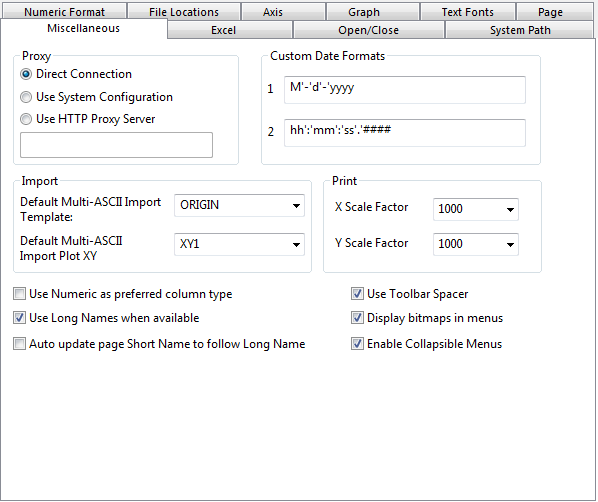 Numeric Format File Locations Axis Graph Text Fonts Page
Miscellaneous Excel Open/Close System Path
Proxy
Direct Connection
Use System Configuration
Use HTTP Proxy Server
Custom Date Formats
1 M'-'d'-'yyyy
2 hh':'mm':'ss'.'####
Import
Default Multi-ASCII Import
Template:
ORIGIN
Default Multi-ASCII
Import Plot XY
XY1
Print
X Scale Factor 1000
Y Scale Factor 1000
Use Numeric as preferred column type
Use Long Names when available
Auto update page Short Name to follow Long Name
Use Toolbar Spacer
Display bitmaps in menus
Enable Collapsible Menus